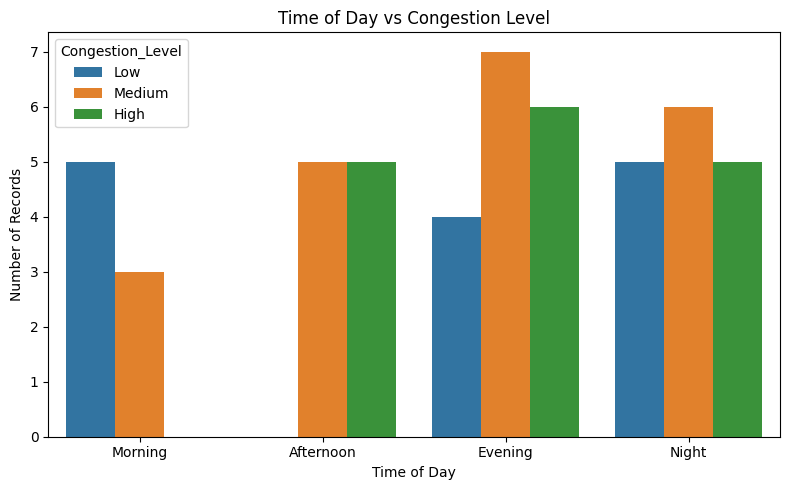 Time of Day vs Congestion Level
Congestion_Level
Low
Medium
High
Number of Records
7
6
5
4
3
2
1
0
Morning
Afternoon
Evening
Night
Time of Day